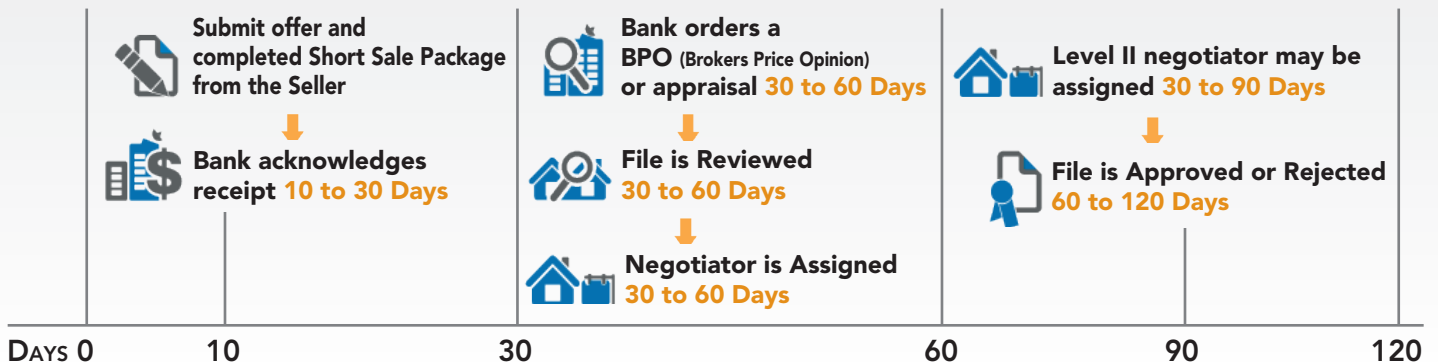 Submit offer and
completed Short Sale Package
from the Seller
Bank acknowledges
receipt 10 to 30 Days
Bank orders a
BPO (Brokers Price Opinion)
or appraisal 30 to 60 Days
File is Reviewed
30 to 60 Days
Negotiator is Assigned
30 to 60 Days
Level II negotiator may be
assigned 30 to 90 Days
File is Approved or Rejected
60 to 120 Days
DAYS 0 10 30 60 90 120